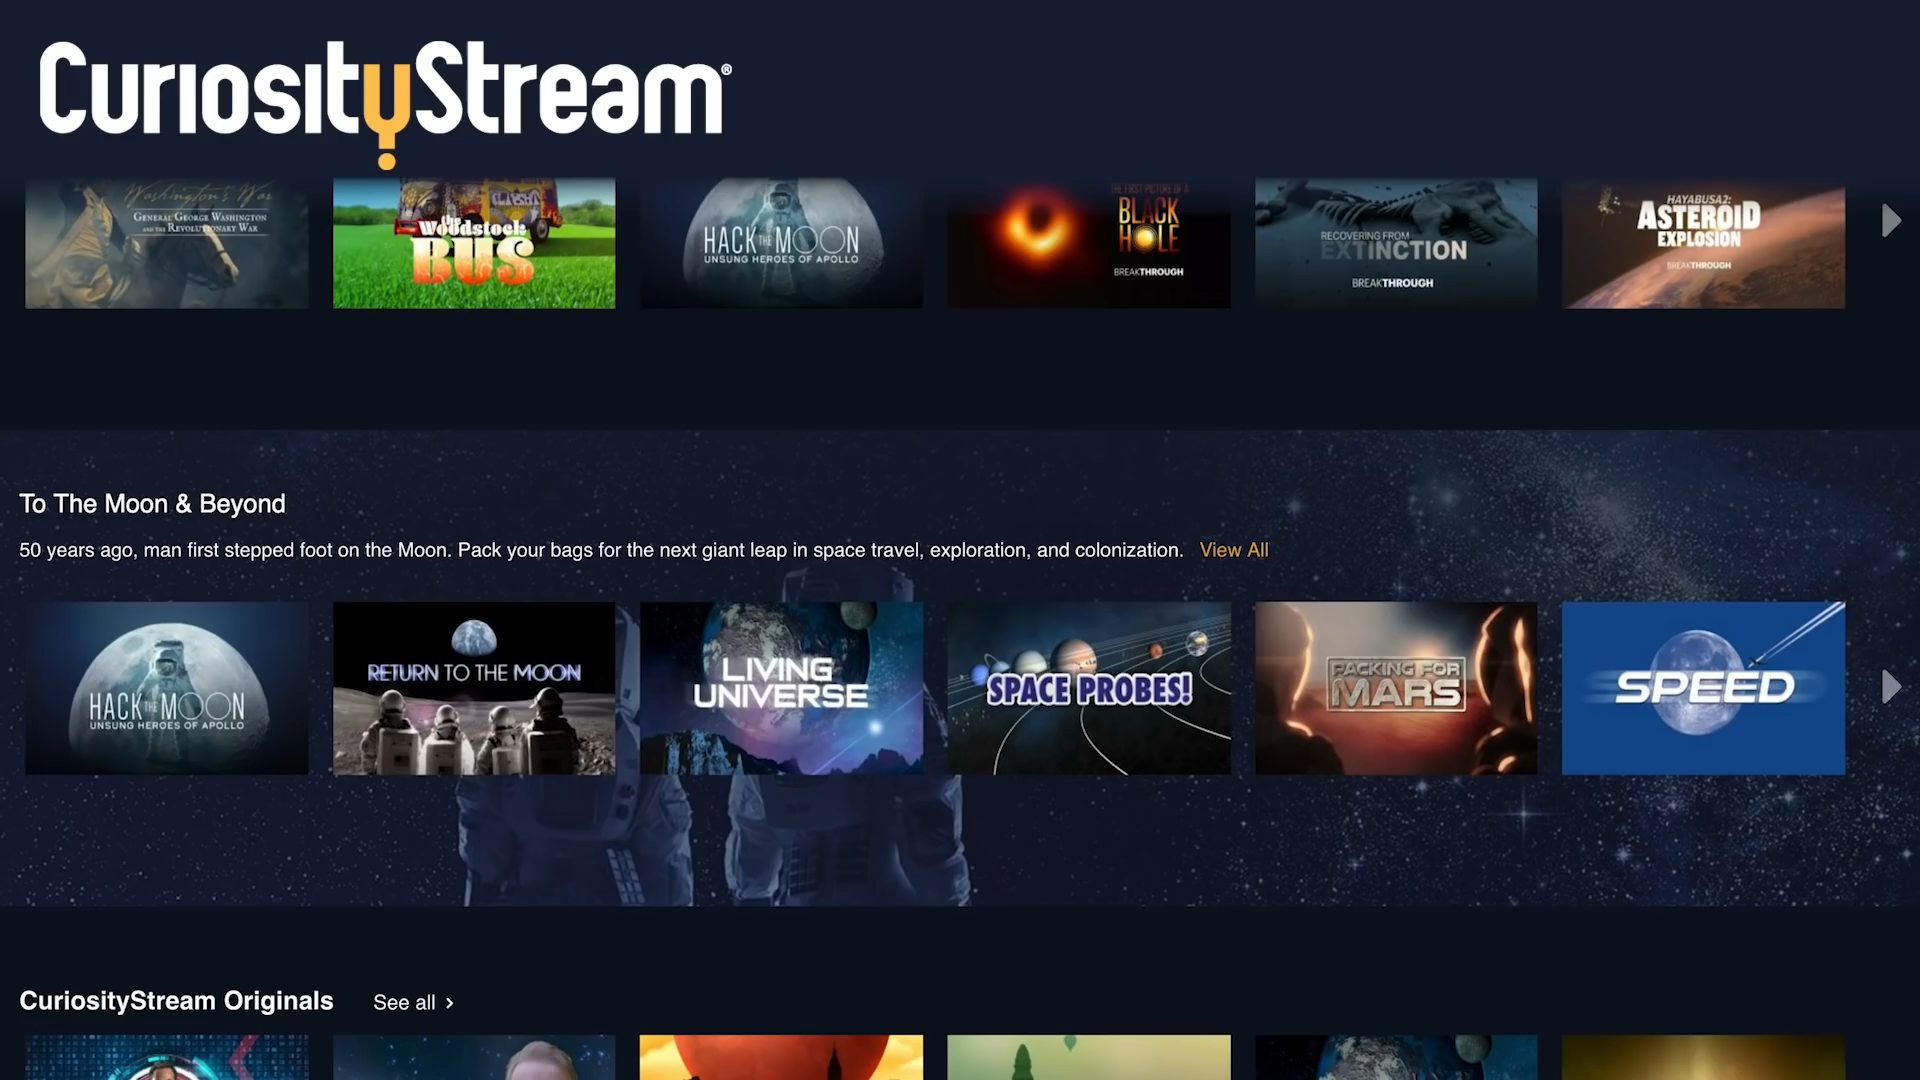 CuriosityStream®
Washington's War
GENERAL GEORGE WASHINGTON
AND THE REVOLUTIONARY WAR
the
Woodstock
BUS
HACK THE MOON
UNSUNG HEROES OF APOLLO
THE FIRST PICTURE OF A
BLACK
HOLE
BREAKTHROUGH
RECOVERING FROM
EXTINCTION
BREAKTHROUGH
HAYABUSA2:
ASTEROID
EXPLOSION
BREAKTHROUGH
To The Moon & Beyond
50 years ago, man first stepped foot on the Moon. Pack your bags for the next giant leap in space travel, exploration, and colonization. View All
HACK THE MOON
UNSUNG HEROES OF APOLLO
RETURN TO THE MOON
LIVING
UNIVERSE
SPACE PROBES!
PACKING FOR
MARS
SPEED
CuriosityStream Originals See all >